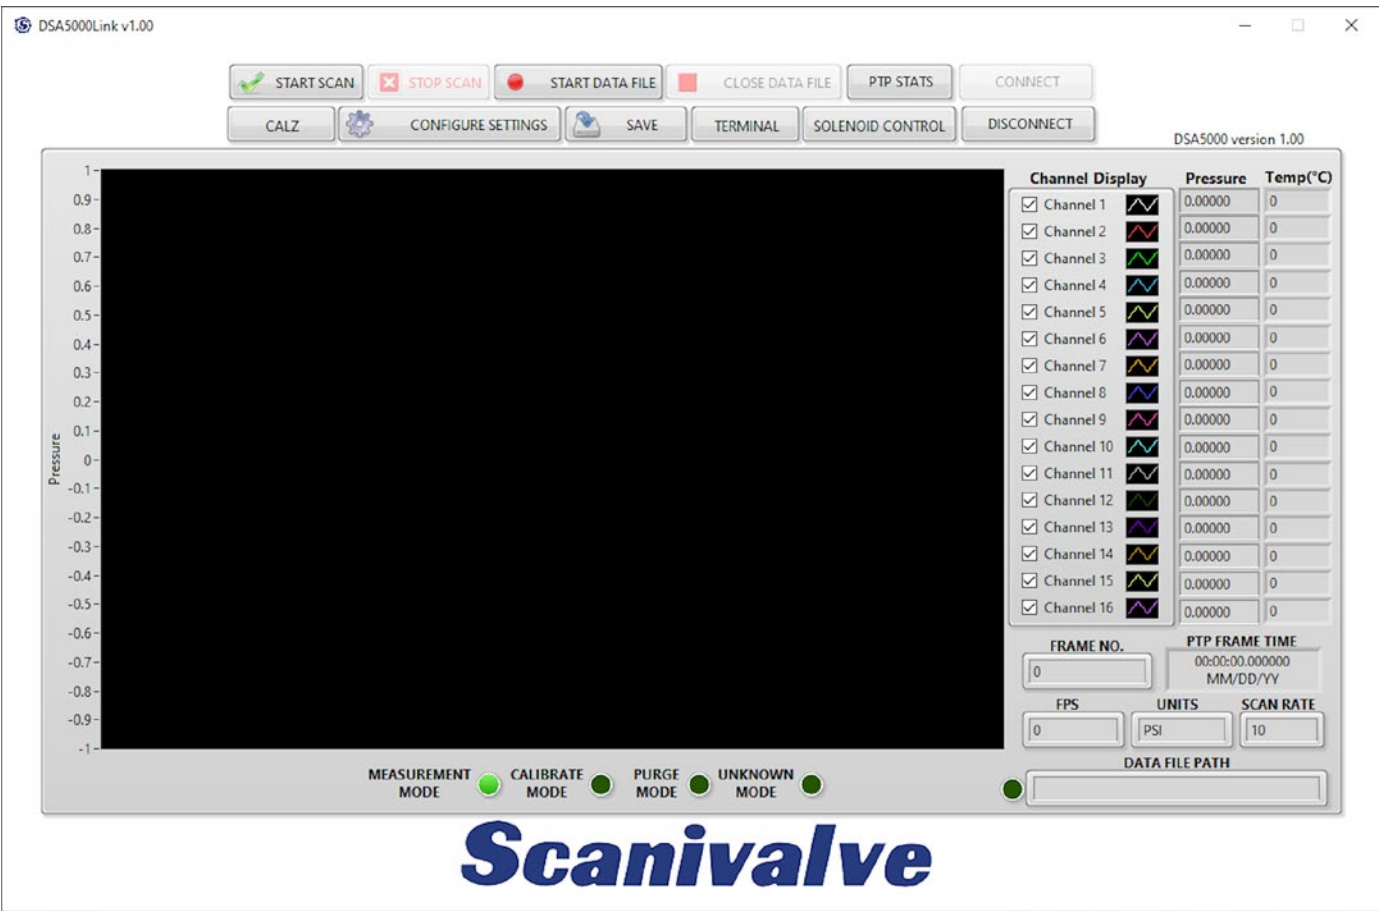 DSA5000Link v1.00
START SCAN STOP SCAN START DATA FILE CLOSE DATA FILE PTP STATS CONNECT
CALZ CONFIGURE SETTINGS SAVE TERMINAL SOLENOID CONTROL DISCONNECT
DSA5000 version 1.00
1
0.9
0.8
0.7
0.6
0.5
0.4
0.3
0.2
0.1
0
-0.1
-0.2
-0.3
-0.4
-0.5
-0.6
-0.7
-0.8
-0.9
-1
Pressure
Channel Display Pressure Temp(°C)
Channel 1 0.00000 0
Channel 2 0.00000 0
Channel 3 0.00000 0
Channel 4 0.00000 0
Channel 5 0.00000 0
Channel 6 0.00000 0
Channel 7 0.00000 0
Channel 8 0.00000 0
Channel 9 0.00000 0
Channel 10 0.00000 0
Channel 11 0.00000 0
Channel 12 0.00000 0
Channel 13 0.00000 0
Channel 14 0.00000 0
Channel 15 0.00000 0
Channel 16 0.00000 0
FRAME NO. PTP FRAME TIME
0 00:00:00.000000
MM/DD/YY
FPS UNITS SCAN RATE
0 PSI 10
DATA FILE PATH
MEASUREMENT MODE
CALIBRATE MODE
PURGE MODE
UNKNOWN MODE
Scanivalve